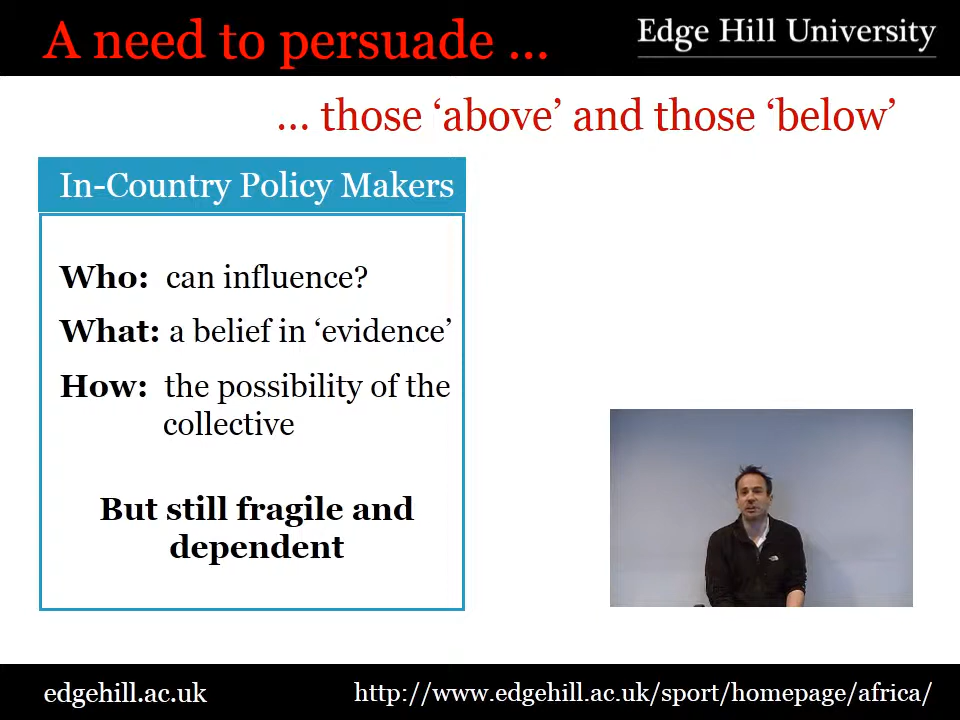 A need to persuade ...
Edge Hill University
... those ‘above’ and those ‘below’
In-Country Policy Makers
Who: can influence?
What: a belief in ‘evidence’
How: the possibility of the
collective
But still fragile and
dependent
edgehill.ac.uk
http://www.edgehill.ac.uk/sport/homepage/africa/